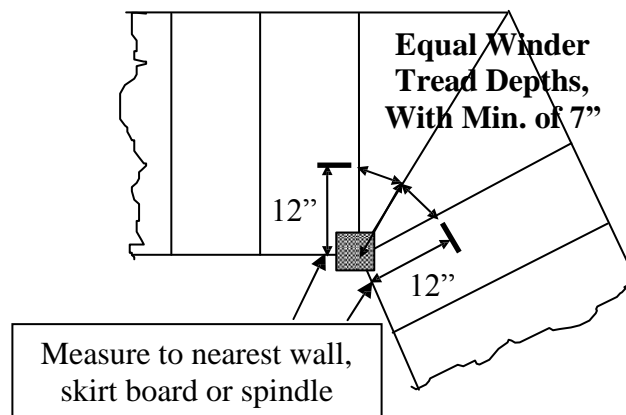 Equal Winder
Tread Depths,
With Min. of 7”
12”
12”
Measure to nearest wall,
skirt board or spindle